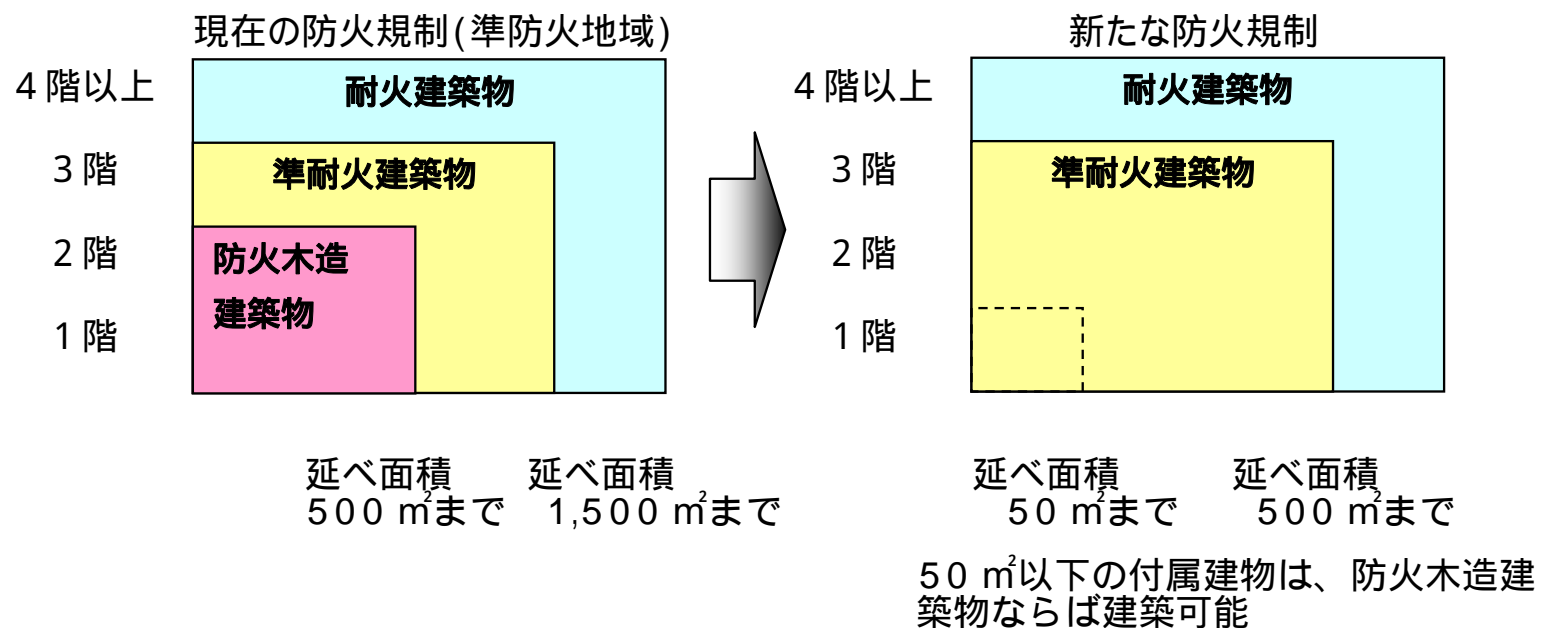 現在の防火規制(準防火地域)
4階以上
耐火建築物
3階
準耐火建築物
2階
防火木造
建築物
1階
延べ面積
500㎡まで
延べ面積
1,500㎡まで
新たな防火規制
4階以上
耐火建築物
3階
準耐火建築物
2階
1階
延べ面積
50㎡まで
延べ面積
500㎡まで
50㎡以下の付属建物は、防火木造建
築物ならば建築可能